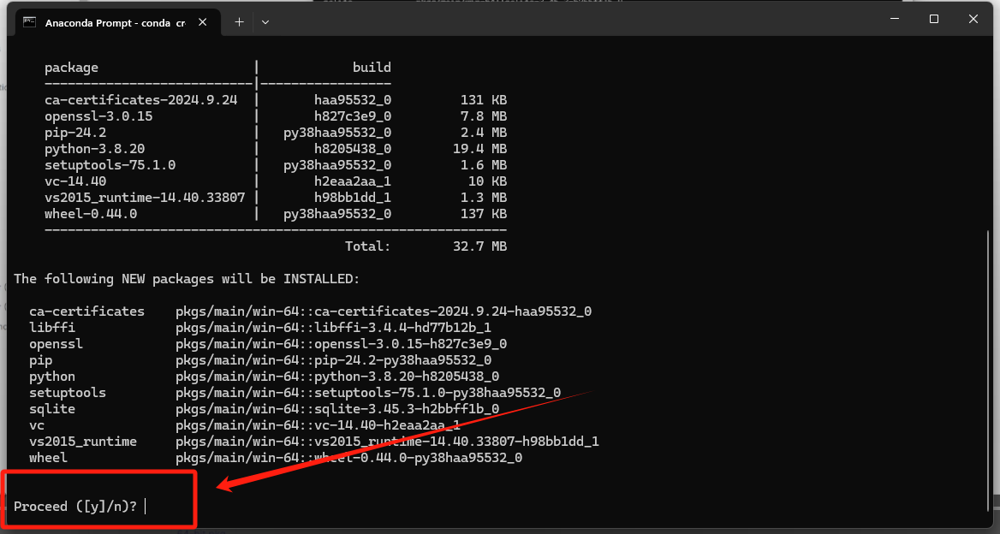 Anaconda Prompt - conda cr
package | build
---------------------------|-----------------
ca-certificates-2024.9.24 | haa95532_0 131 KB
openssl-3.0.15 | h827c3e9_0 7.8 MB
pip-24.2 | py38haa95532_0 2.4 MB
python-3.8.20 | h8205438_0 19.4 MB
setuptools-75.1.0 | py38haa95532_0 1.6 MB
vc-14.40 | h2eaa2aa_1 10 KB
vs2015_runtime-14.40.33807 | h98bb1dd_1 1.3 MB
wheel-0.44.0 | py38haa95532_0 137 KB
------------------------------------------------------------
Total: 32.7 MB
The following NEW packages will be INSTALLED:
ca-certificates pkgs/main/win-64::ca-certificates-2024.9.24-haa95532_0
libffi pkgs/main/win-64::libffi-3.4.4-hd77b12b_1
openssl pkgs/main/win-64::openssl-3.0.15-h827c3e9_0
pip pkgs/main/win-64::pip-24.2-py38haa95532_0
python pkgs/main/win-64::python-3.8.20-h8205438_0
setuptools pkgs/main/win-64::setuptools-75.1.0-py38haa95532_0
sqlite pkgs/main/win-64::sqlite-3.45.3-h2bbff1b_0
vc pkgs/main/win-64::vc-14.40-h2eaa2aa_1
vs2015_runtime pkgs/main/win-64::vs2015_runtime-14.40.33807-h98bb1dd_1
wheel pkgs/main/win-64::wheel-0.44.0-py38haa95532_0
Proceed ([y]/n)?